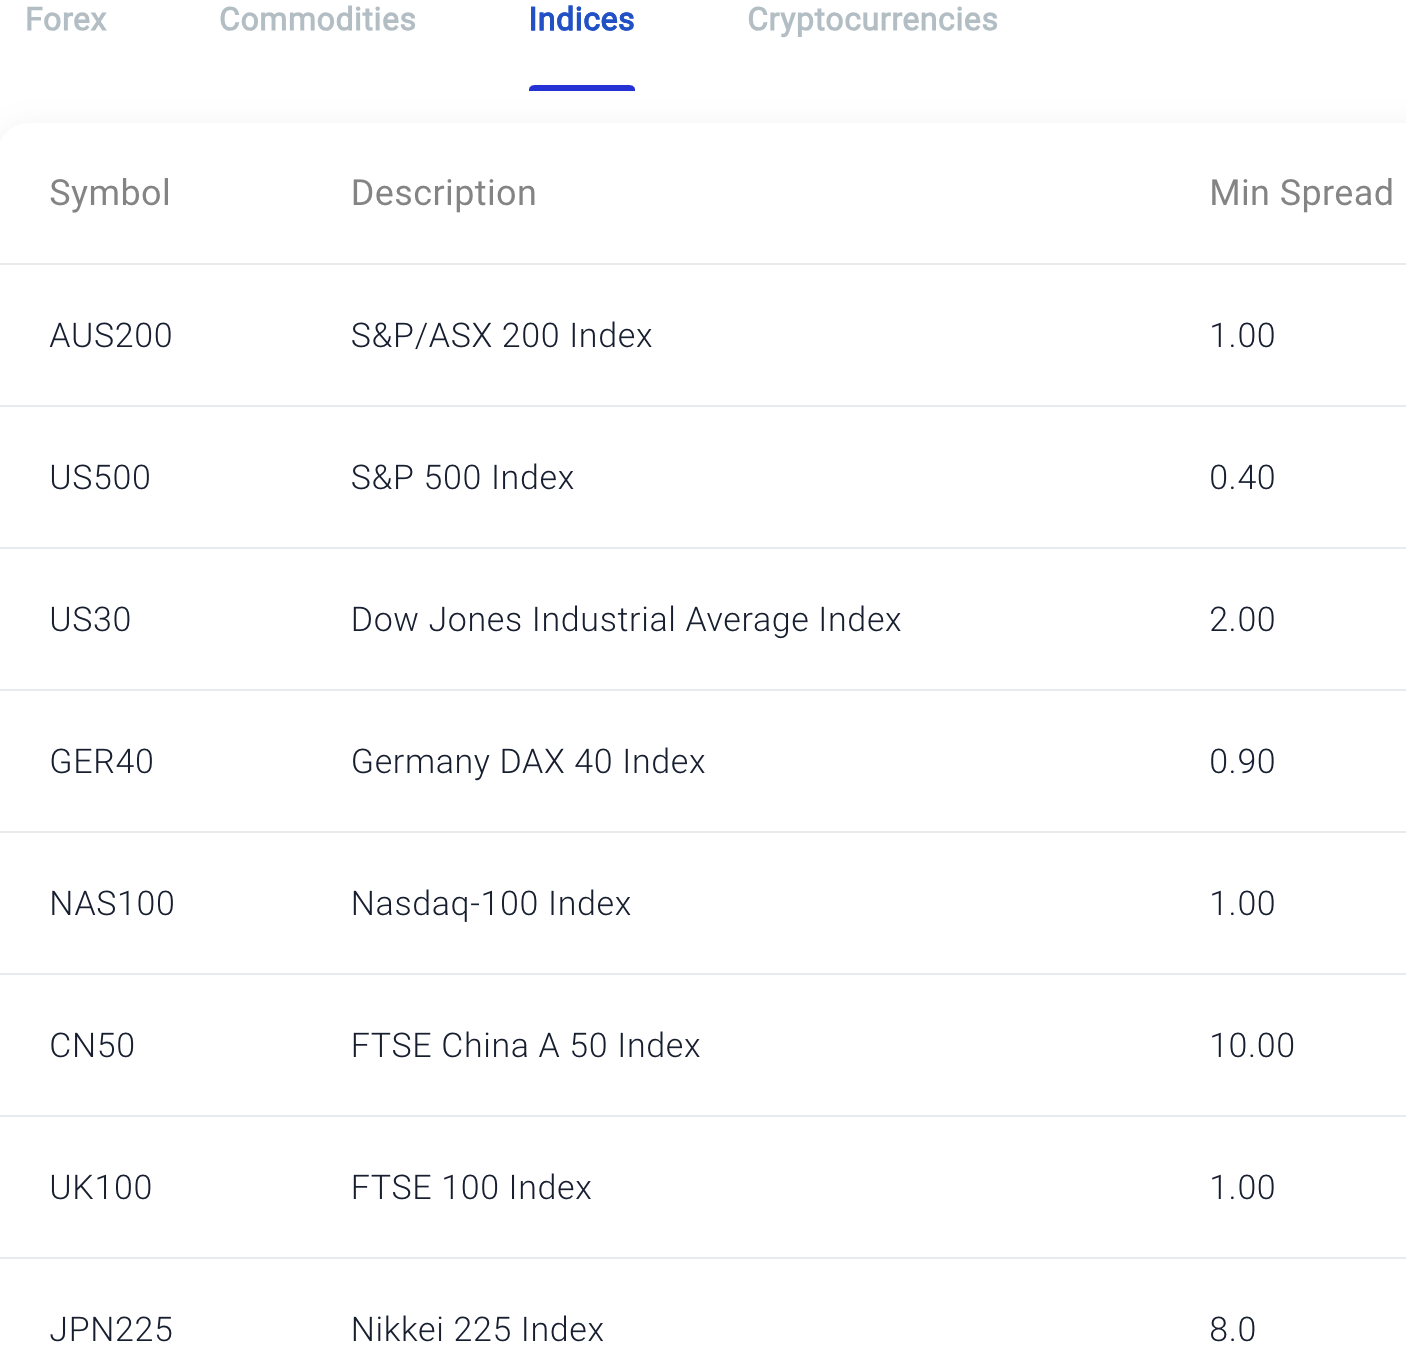 Forex Commodities Indices Cryptocurrencies
Symbol Description Min Spread
AUS200 S&P/ASX 200 Index 1.00
US500 S&P 500 Index 0.40
US30 Dow Jones Industrial Average Index 2.00
GER40 Germany DAX 40 Index 0.90
NAS100 Nasdaq-100 Index 1.00
CN50 FTSE China A 50 Index 10.00
UK100 FTSE 100 Index 1.00
JPN225 Nikkei 225 Index 8.0